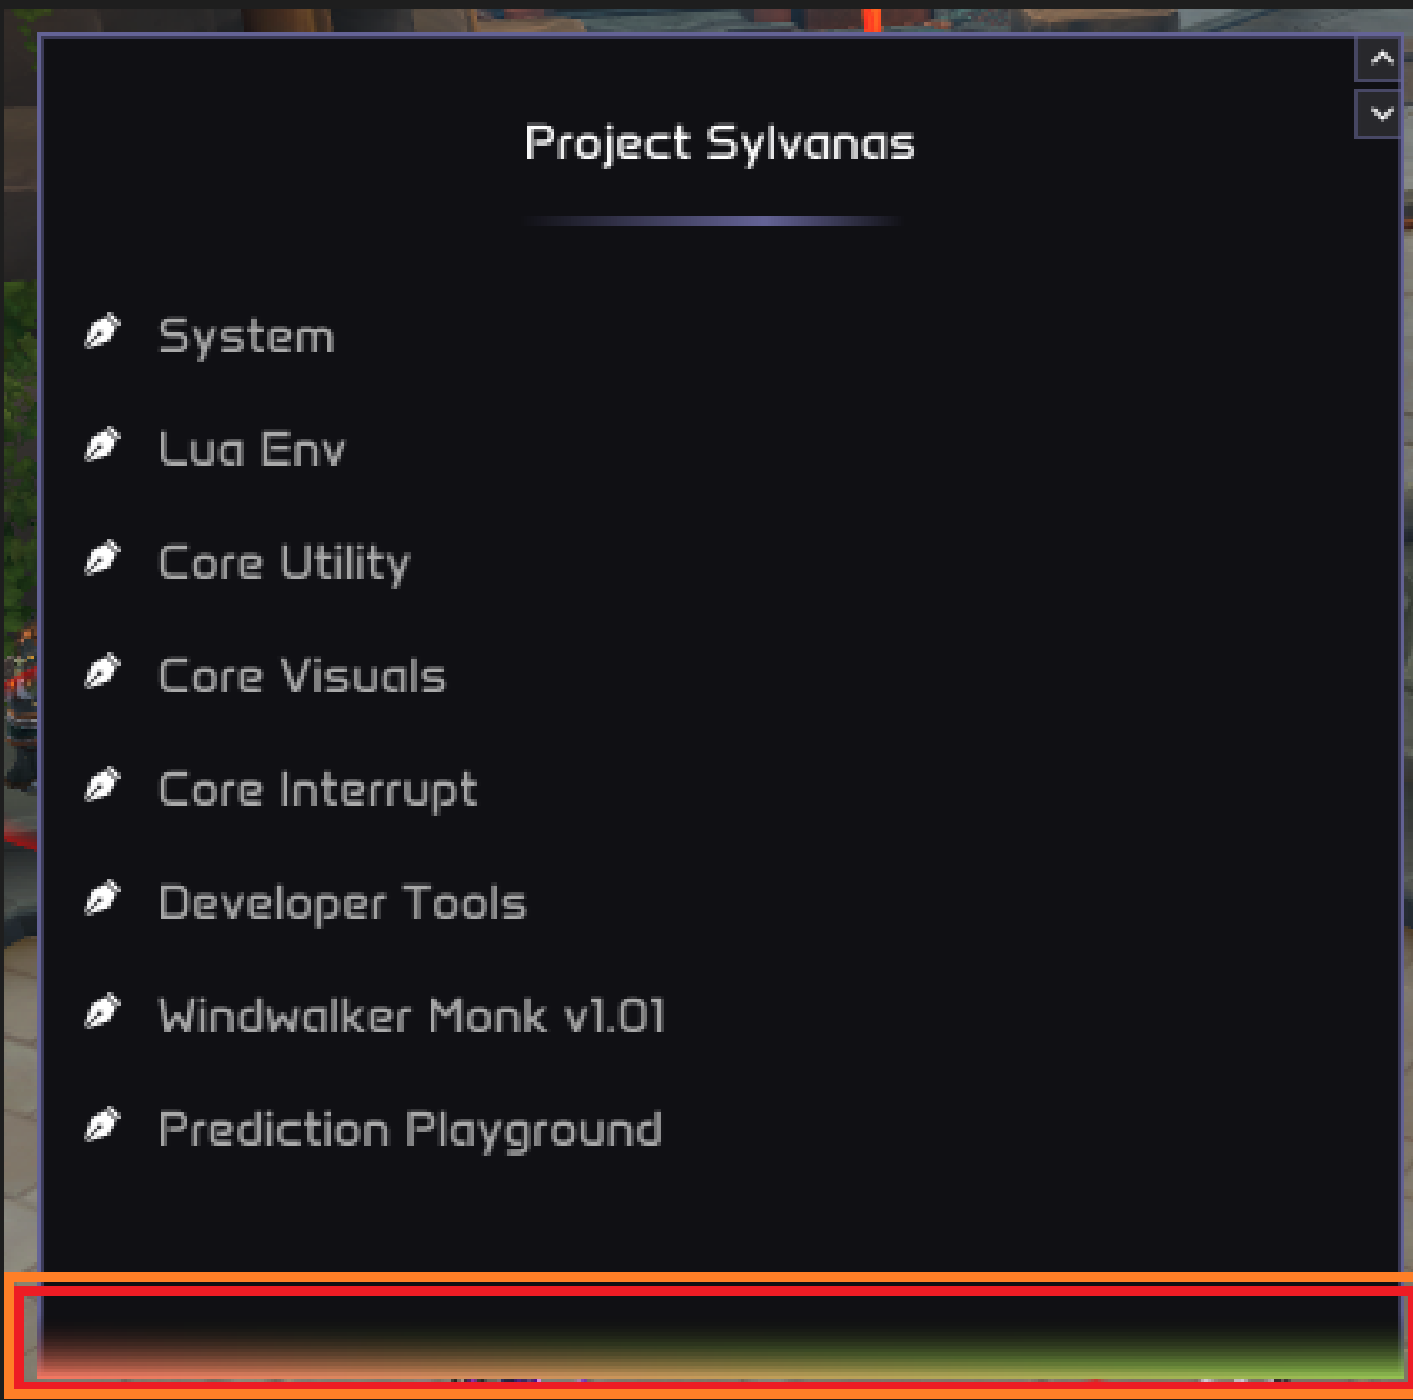 Project Sylvanas
System
Lua Env
Core Utility
Core Visuals
Core Interrupt
Developer Tools
Windwalker Monk v1.01
Prediction Playground